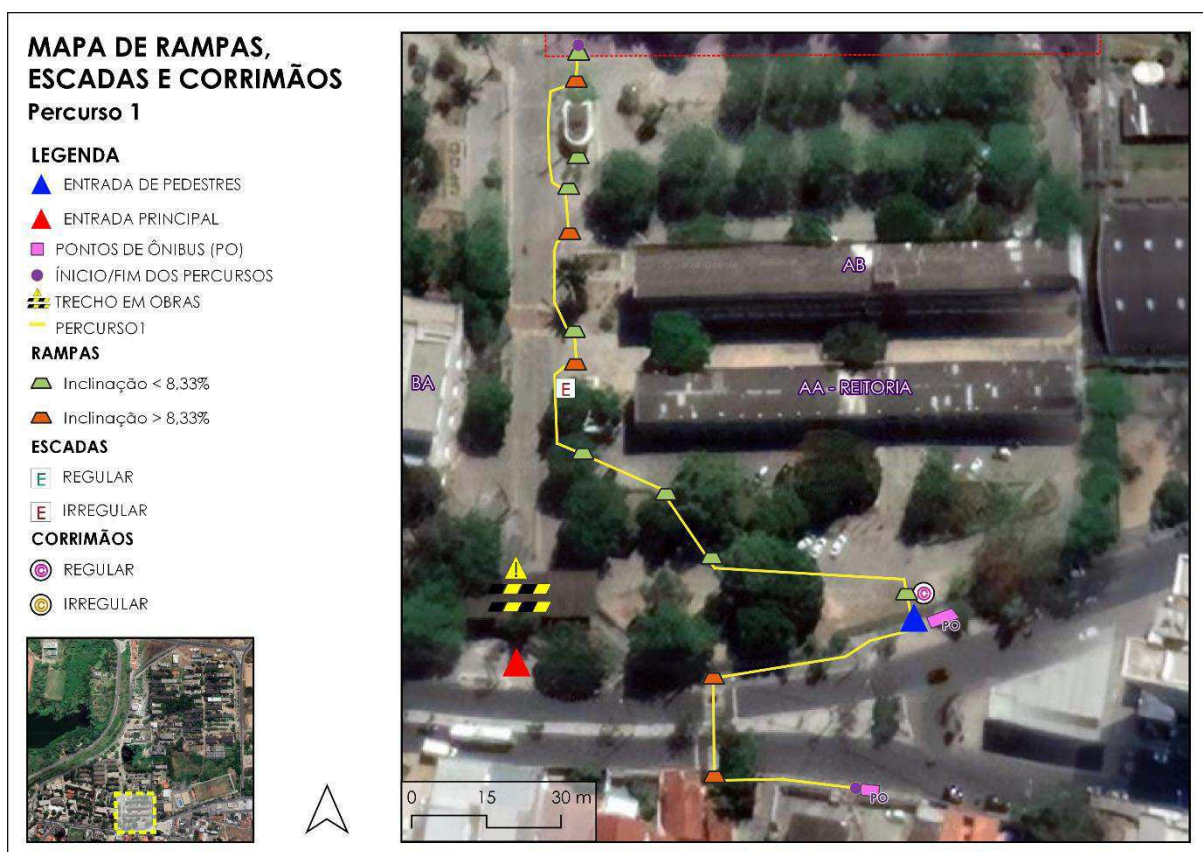 MAPA DE RAMPAS,
ESCADAS E CORRIMÃOS
Percurso 1
LEGENDA
ENTRADA DE PEDESTRES
ENTRADA PRINCIPAL
PONTOS DE ÔNIBUS (PO)
ÍNICIO/FIM DOS PERCURSOS
TRECHO EM OBRAS
PERCURSO1
RAMPAS
Inclinação < 8,33%
Inclinação > 8,33%
ESCADAS
E REGULAR
E IRREGULAR
CORRIMÃOS
C REGULAR
C IRREGULAR
AB
BA
E
AA - REITORIA
C
PO
PO
0 15 30 m